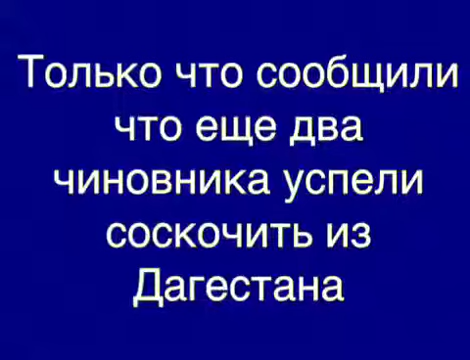 Только что сообщили
что еще два
чиновника успели
соскочить из
Дагестана